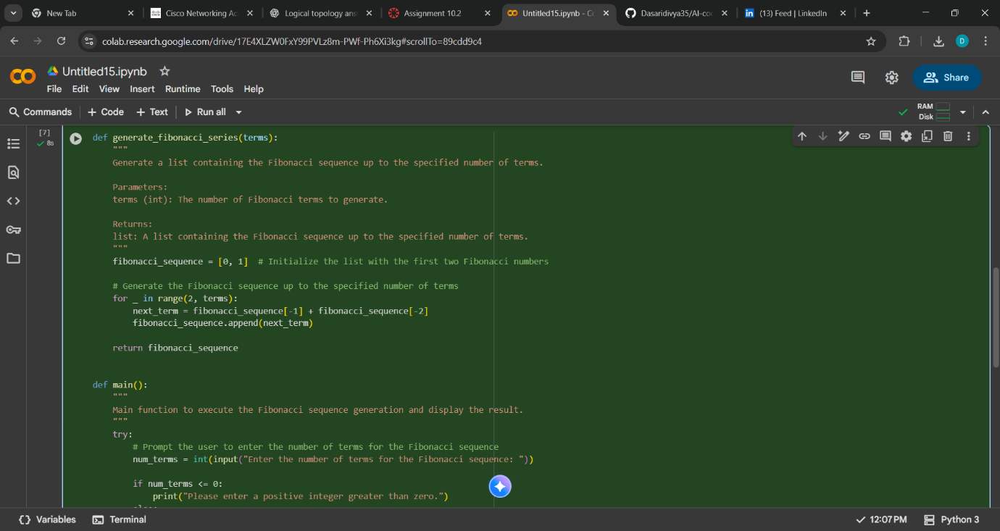 New Tab
Cisco Networking Ac
Logical topology ans
Assignment 10.2
Untitled15.ipynb - Co
Dasaridivya35/AI-coc
(13) Feed | LinkedIn
colab.research.google.com/drive/17E4XLZW0FxY99PVLz8m-PWf-Ph6Xi3kg#scrollTo=89cdd9c4
D
Untitled15.ipynb
Share
File Edit View Insert Runtime Tools Help
Commands + Code + Text Run all
RAM
Disk
[7]
8s
def generate_fibonacci_series(terms):
"""
Generate a list containing the Fibonacci sequence up to the specified number of terms.
Parameters:
terms (int): The number of Fibonacci terms to generate.
Returns:
list: A list containing the Fibonacci sequence up to the specified number of terms.
"""
fibonacci_sequence = [0, 1]  # Initialize the list with the first two Fibonacci numbers
# Generate the Fibonacci sequence up to the specified number of terms
for _ in range(2, terms):
next_term = fibonacci_sequence[-1] + fibonacci_sequence[-2]
fibonacci_sequence.append(next_term)
return fibonacci_sequence
def main():
"""
Main function to execute the Fibonacci sequence generation and display the result.
"""
try:
# Prompt the user to enter the number of terms for the Fibonacci sequence
num_terms = int(input("Enter the number of terms for the Fibonacci sequence: "))
if num_terms <= 0:
print("Please enter a positive integer greater than zero.")
Variables Terminal
12:07 PM Python 3